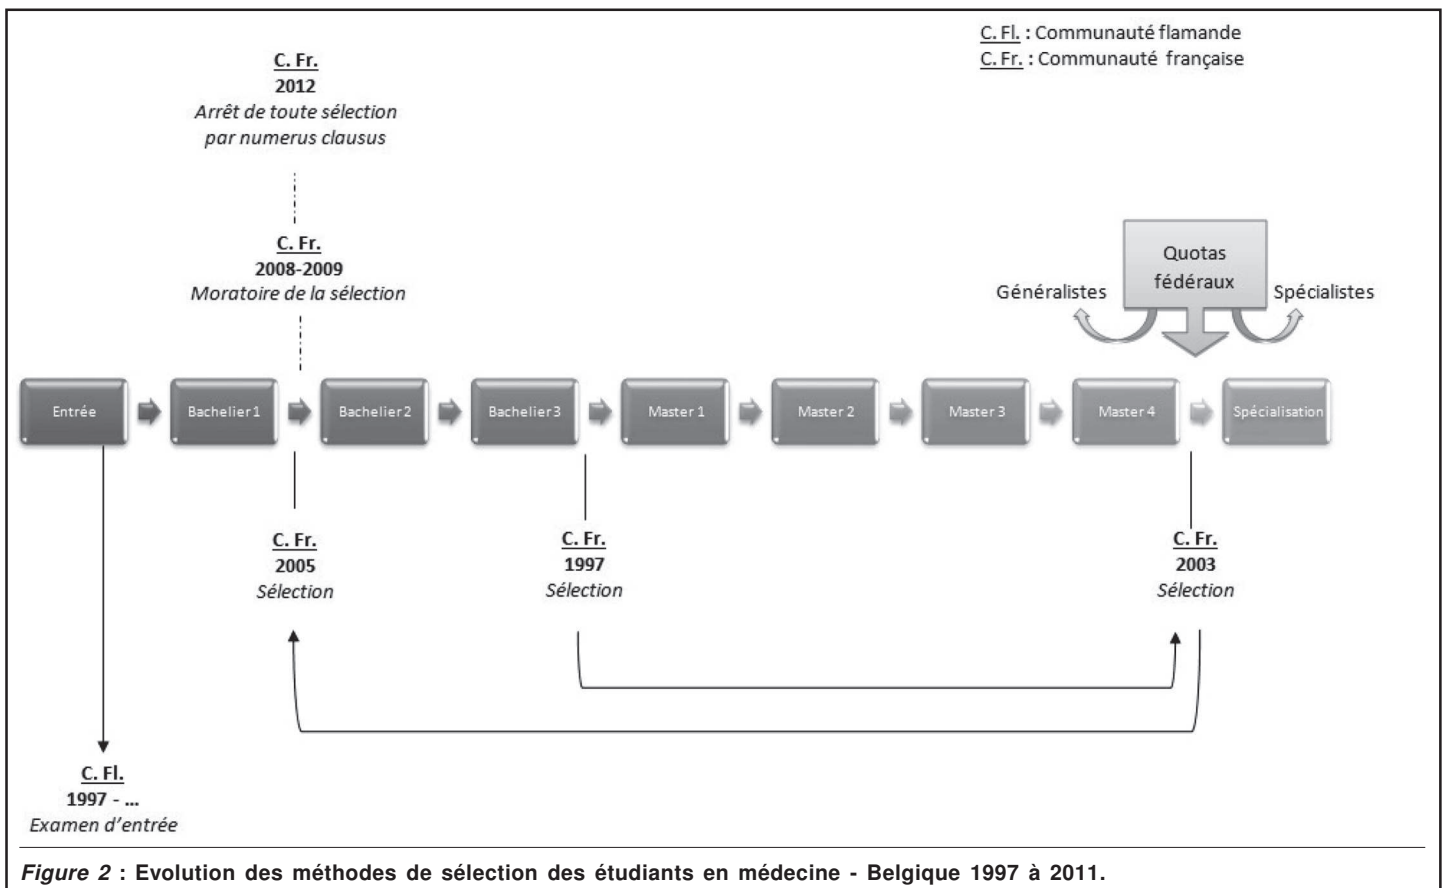 C. Fl. : Communauté flamande
C. Fr. : Communauté française
C. Fr.
2012
Arrêt de toute sélection
par numerus clausus
C. Fr.
2008-2009
Moratoire de la sélection
Quotas
fédéraux
Généralistes
Spécialistes
Entrée
Bachelier 1
Bachelier 2
Bachelier 3
Master 1
Master 2
Master 3
Master 4
Spécialisation
C. Fr.
2005
Sélection
C. Fr.
1997
Sélection
C. Fr.
2003
Sélection
C. Fl.
1997 - ...
Examen d'entrée
Figure 2 : Evolution des méthodes de sélection des étudiants en médecine - Belgique 1997 à 2011.